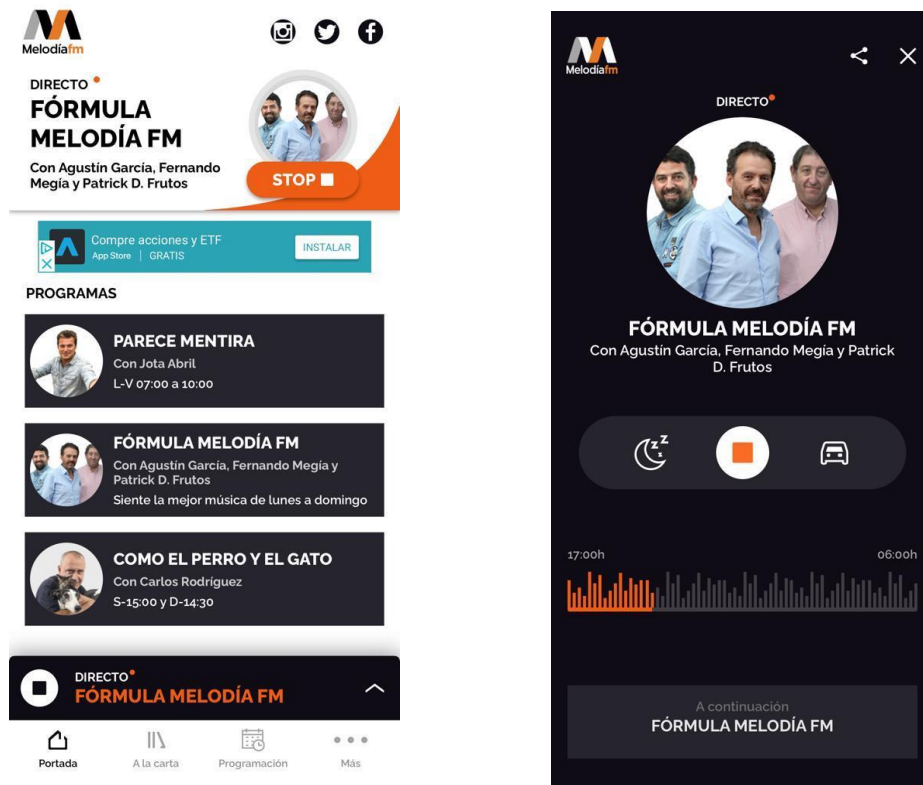 Melodíafm
DIRECTO
FÓRMULA
MELODÍA FM
Con Agustín García, Fernando
Megía y Patrick D. Frutos
STOP
Compre acciones y ETF
App Store | GRATIS
INSTALAR
PROGRAMAS
PARECE MENTIRA
Con Jota Abril
L-V 07:00 a 10:00
FÓRMULA MELODÍA FM
Con Agustín García, Fernando Megía y
Patrick D. Frutos
Siente la mejor música de lunes a domingo
COMO EL PERRO Y EL GATO
Con Carlos Rodríguez
S-15:00 y D-14:30
DIRECTO
FÓRMULA MELODÍA FM
Portada
A la carta
Programación
Más
Melodíafm
DIRECTO
FÓRMULA MELODÍA FM
Con Agustín García, Fernando Megía y Patrick
D. Frutos
zzz
17:00h
06:00h
A continuación
FÓRMULA MELODÍA FM